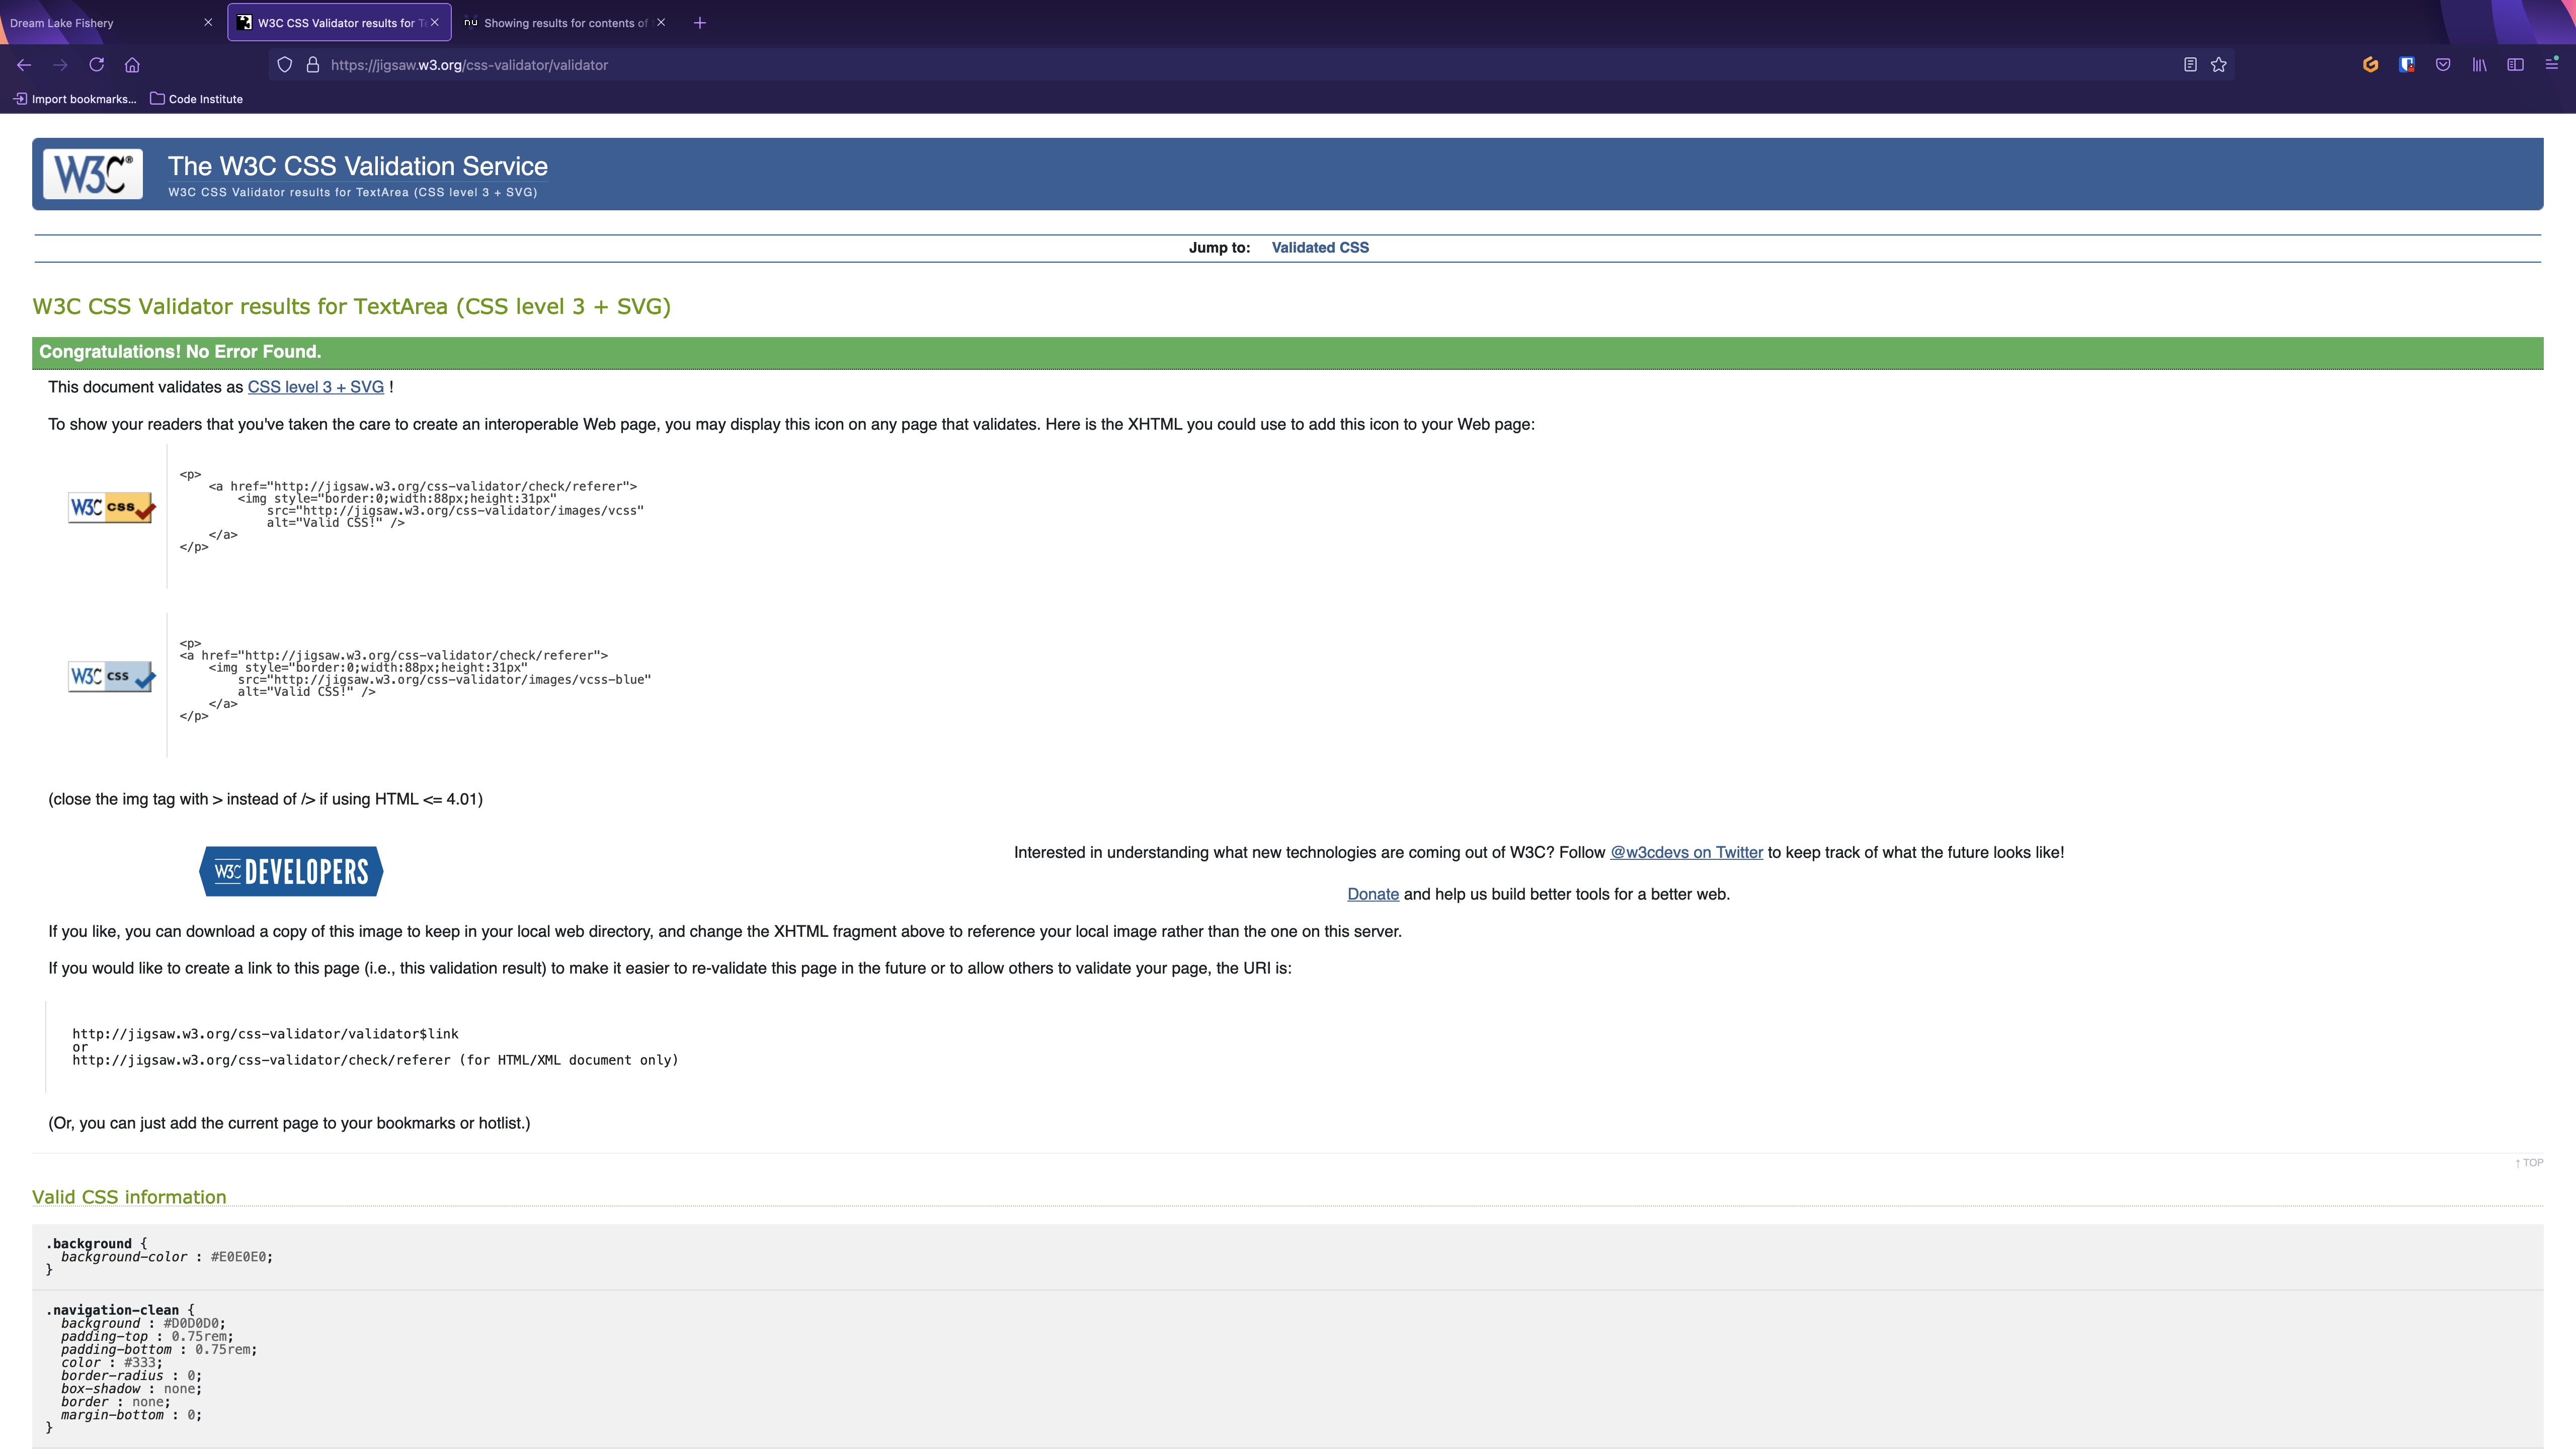 Dream Lake Fishery
W3C CSS Validator results for Te
nu Showing results for contents of
https://jigsaw.w3.org/css-validator/validator
Import bookmarks... Code Institute
W3C® The W3C CSS Validation Service
W3C CSS Validator results for TextArea (CSS level 3 + SVG)
Jump to: Validated CSS
W3C CSS Validator results for TextArea (CSS level 3 + SVG)
Congratulations! No Error Found.
This document validates as CSS level 3 + SVG !
To show your readers that you've taken the care to create an interoperable Web page, you may display this icon on any page that validates. Here is the XHTML you could use to add this icon to your Web page:
W3C css
<p>
<a href="http://jigsaw.w3.org/css-validator/check/referer">
<img style="border:0;width:88px;height:31px"
src="http://jigsaw.w3.org/css-validator/images/vcss"
alt="Valid CSS!" />
</a>
</p>
W3C css
<p>
<a href="http://jigsaw.w3.org/css-validator/check/referer">
<img style="border:0;width:88px;height:31px"
src="http://jigsaw.w3.org/css-validator/images/vcss-blue"
alt="Valid CSS!" />
</a>
</p>
(close the img tag with > instead of /> if using HTML <= 4.01)
W3C DEVELOPERS
Interested in understanding what new technologies are coming out of W3C? Follow @w3cdevs on Twitter to keep track of what the future looks like!
Donate and help us build better tools for a better web.
If you like, you can download a copy of this image to keep in your local web directory, and change the XHTML fragment above to reference your local image rather than the one on this server.
If you would like to create a link to this page (i.e., this validation result) to make it easier to re-validate this page in the future or to allow others to validate your page, the URI is:
http://jigsaw.w3.org/css-validator/validator$link
or
http://jigsaw.w3.org/css-validator/check/referer (for HTML/XML document only)
(Or, you can just add the current page to your bookmarks or hotlist.)
↑ TOP
Valid CSS information
.background {
background-color : #E0E0E0;
}
.navigation-clean {
background : #D0D0D0;
padding-top : 0.75rem;
padding-bottom : 0.75rem;
color : #333;
border-radius : 0;
box-shadow : none;
border : none;
margin-bottom : 0;
}